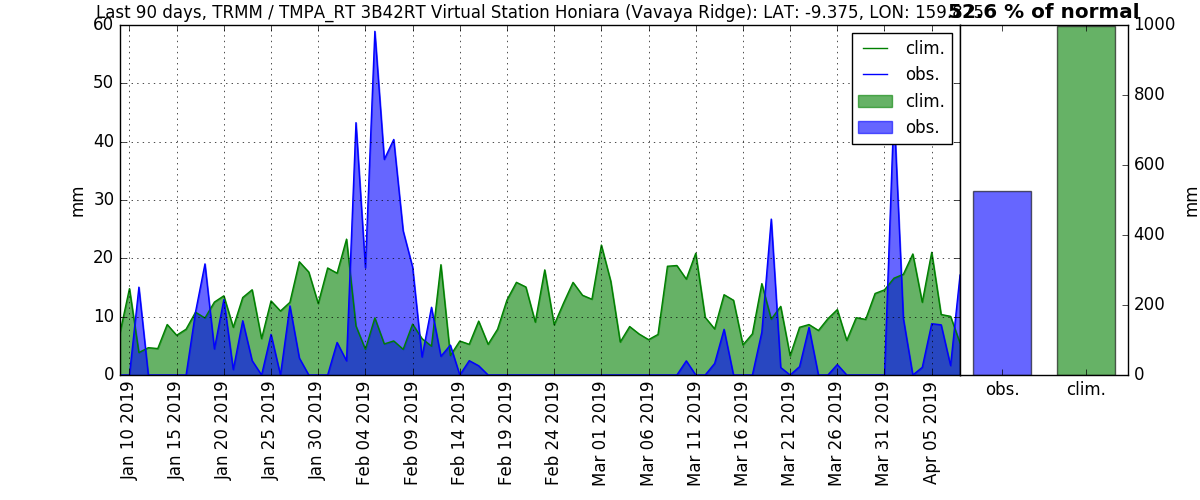 Last 90 days, TRMM / TMPA_RT 3B42RT Virtual Station Honiara (Vavaya Ridge): LAT: -9.375, LON:
52.6 % of normal
60
50
40
30
20
10
0
mm
clim.
obs.
clim.
obs.
1000
800
600
400
200
0
mm
obs.
clim.
Jan 10 2019
Jan 15 2019
Jan 20 2019
Jan 25 2019
Jan 30 2019
Feb 04 2019
Feb 09 2019
Feb 14 2019
Feb 19 2019
Feb 24 2019
Mar 01 2019
Mar 06 2019
Mar 11 2019
Mar 16 2019
Mar 21 2019
Mar 26 2019
Mar 31 2019
Apr 05 2019